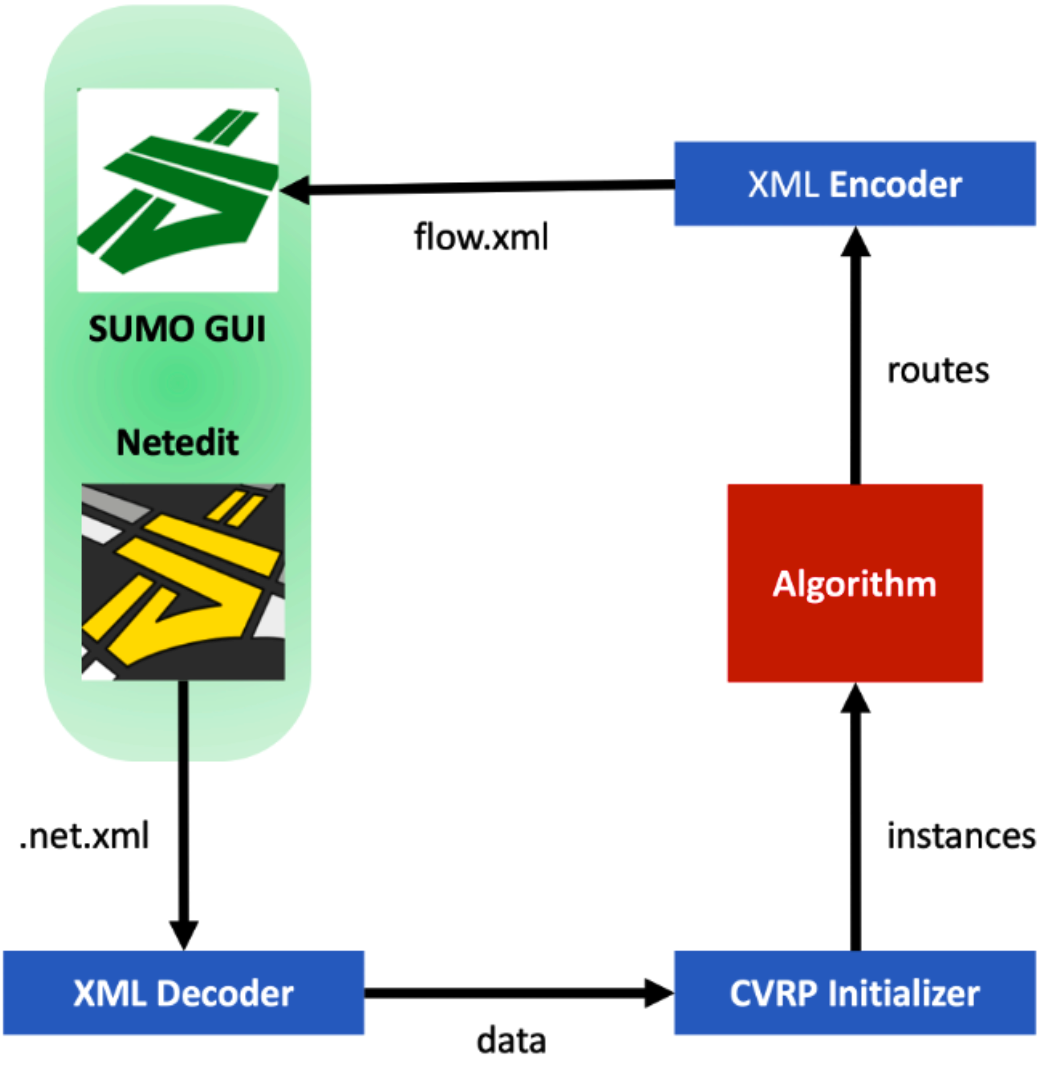 XML Encoder
flow.xml
SUMO GUI
routes
Netedit
Algorithm
.net.xml
instances
XML Decoder
CVRP Initializer
data